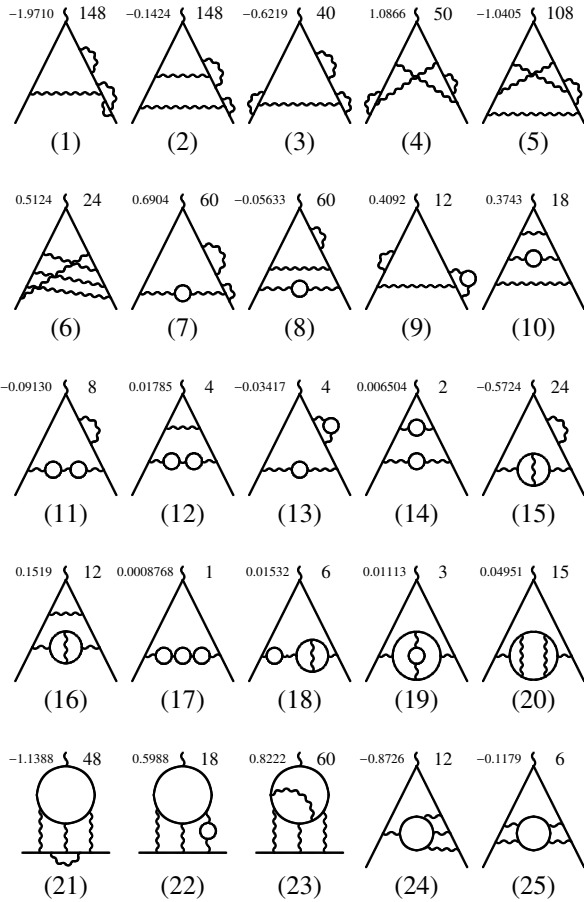 −1.9710 148 −0.1424 148 −0.6219 40 1.0866 50 −1.0405 108
(1) (2) (3) (4) (5)
0.5124 24 0.6904 60 −0.05633 60 0.4092 12 0.3743 18
(6) (7) (8) (9) (10)
−0.09130 8 0.01785 4 −0.03417 4 0.006504 2 −0.5724 24
(11) (12) (13) (14) (15)
0.1519 12 0.0008768 1 0.01532 6 0.01113 3 0.04951 15
(16) (17) (18) (19) (20)
−1.1388 48 0.5988 18 0.8222 60 −0.8726 12 −0.1179 6
(21) (22) (23) (24) (25)